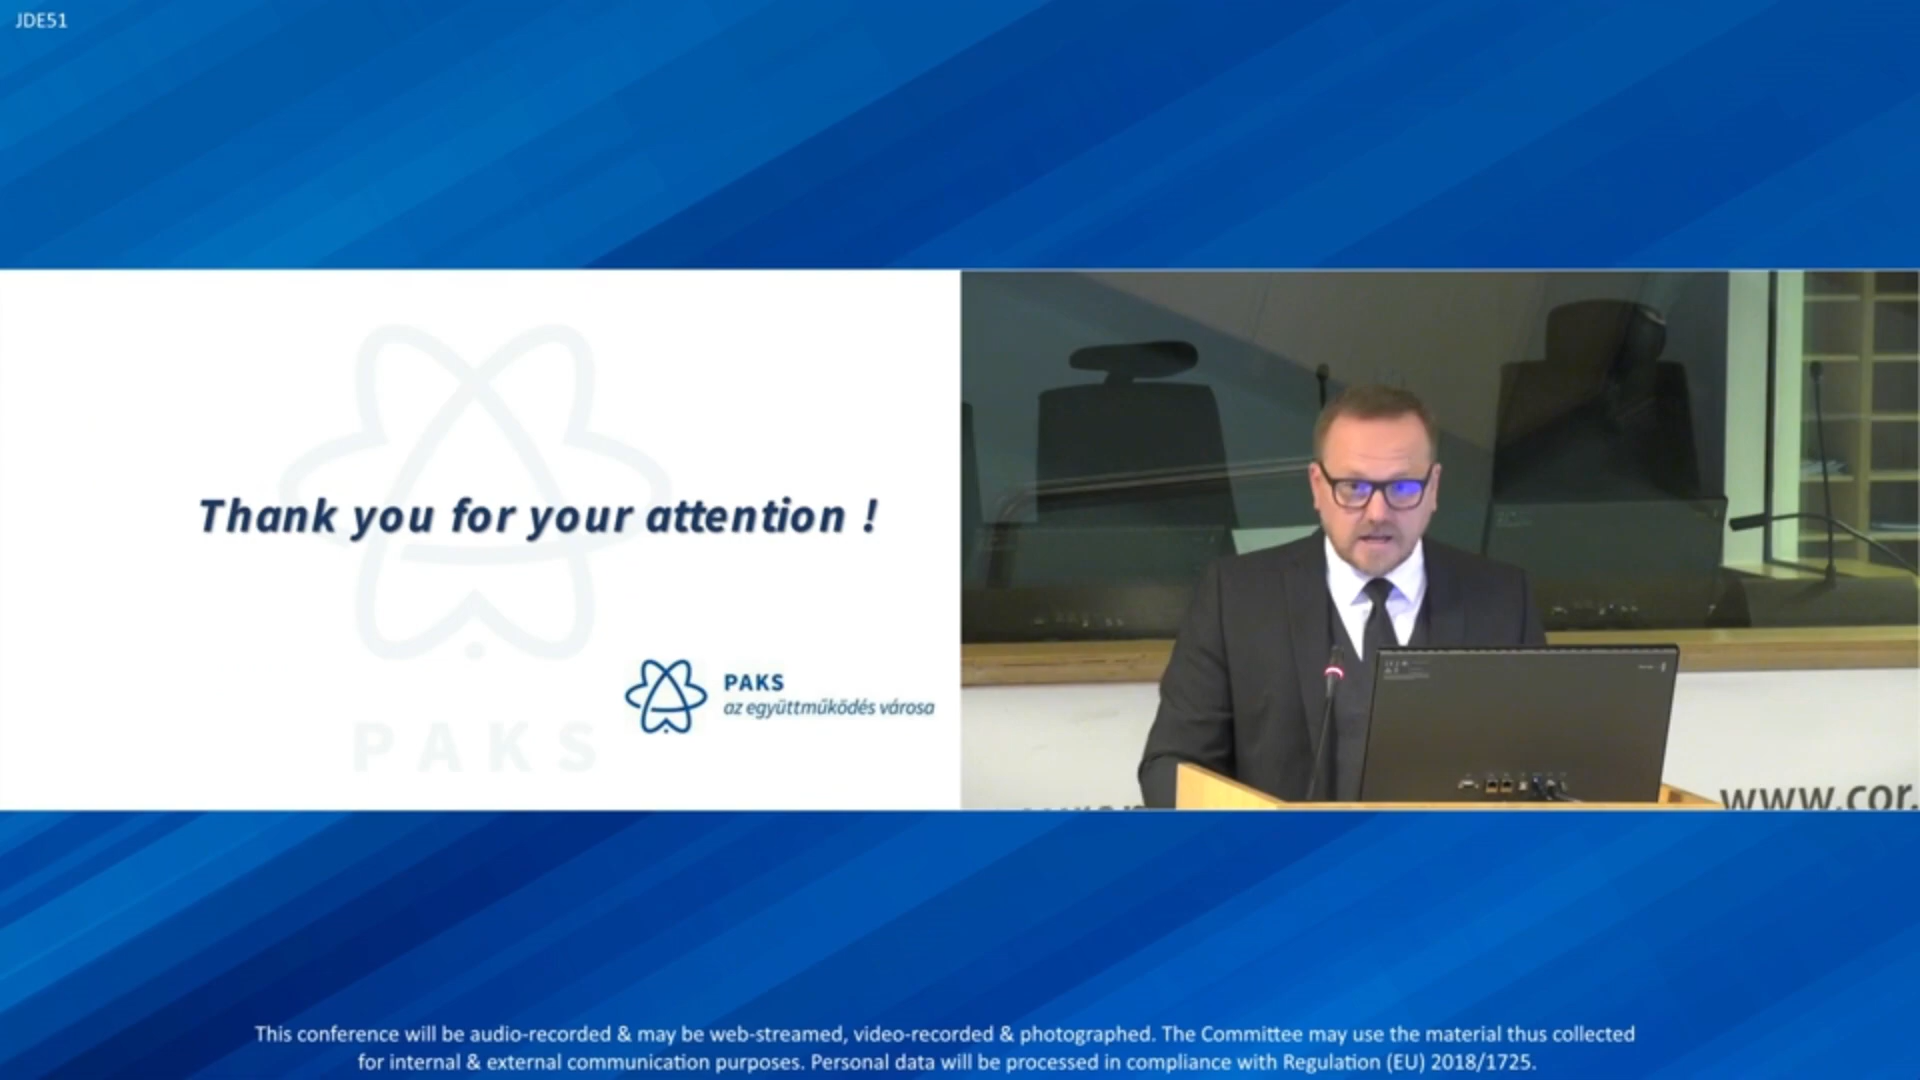 JDE51
Thank you for your attention !
PAKS
az együttműködés városa
PAKS
www.cor.
This conference will be audio-recorded & may be web-streamed, video-recorded & photographed. The Committee may use the material thus collected
for internal & external communication purposes. Personal data will be processed in compliance with Regulation (EU) 2018/1725.